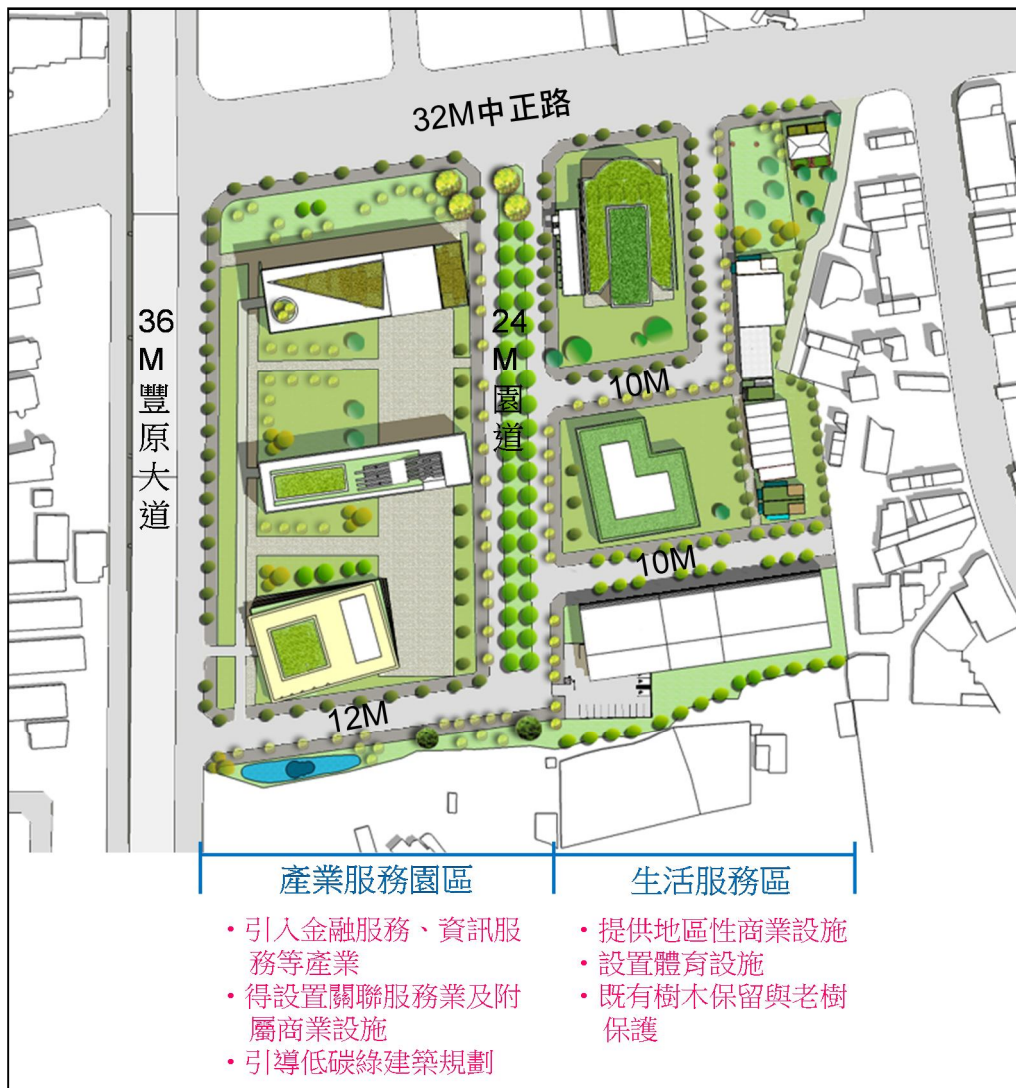 32M中正路
36
M
豐
原
大
道
24
M
園
道
10M
10M
12M
產業服務園區
・引入金融服務、資訊服
務等產業
・得設置關聯服務業及附
屬商業設施
・引導低碳綠建築規劃
生活服務區
・提供地區性商業設施
・設置體育設施
・既有樹木保留與老樹
保護